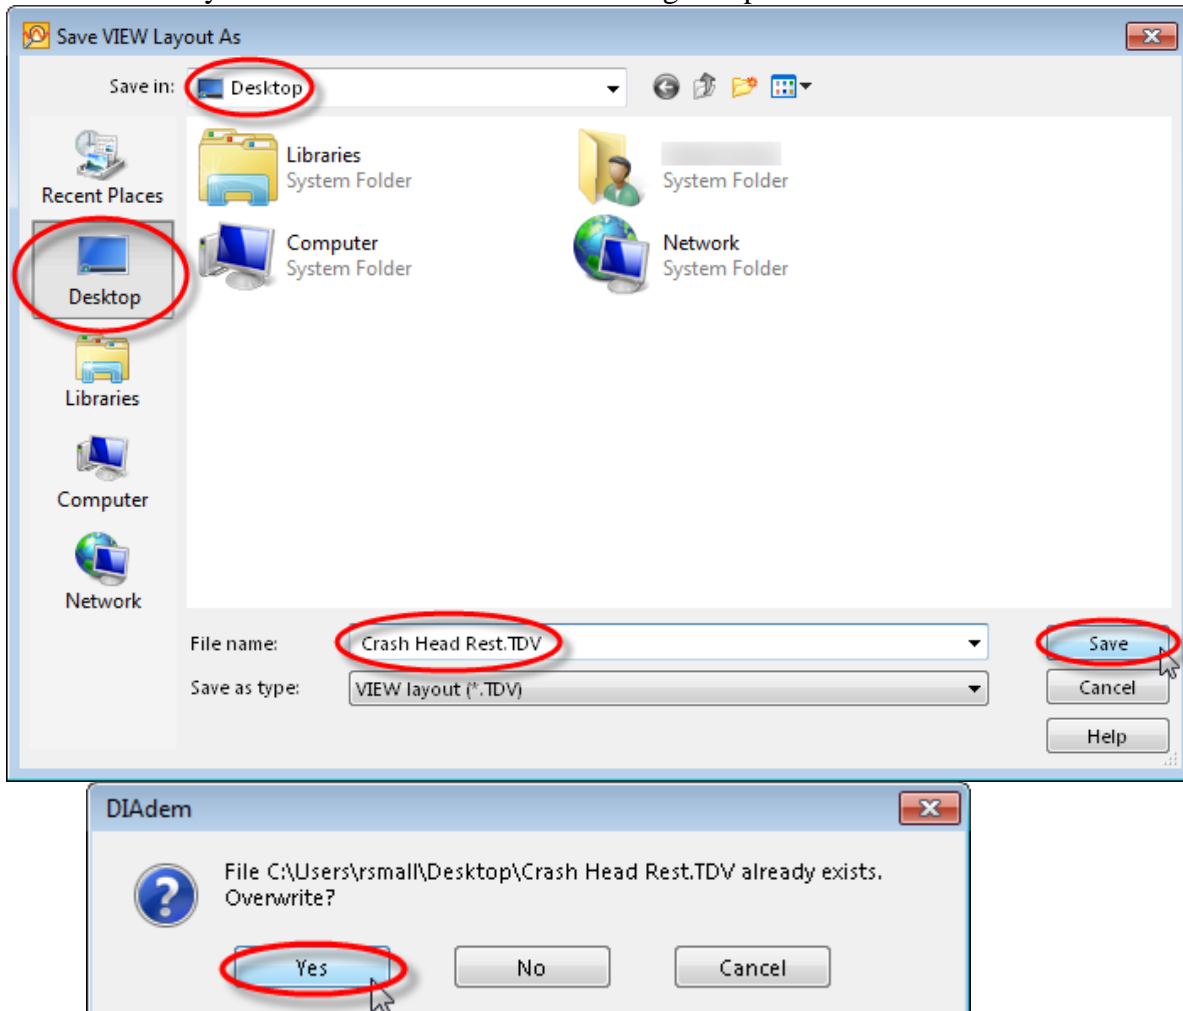 Save VIEW Layout As
Save in: Desktop
Recent Places
Desktop
Libraries
Computer
Network
Libraries
System Folder
System Folder
Computer
System Folder
Network
System Folder
File name: Crash Head Rest.TDV Save
Save as type: VIEW layout (*.TDV) Cancel
Help
DIAdem
File C:\Users\rsmall\Desktop\Crash Head Rest.TDV already exists.
Overwrite?
Yes No Cancel